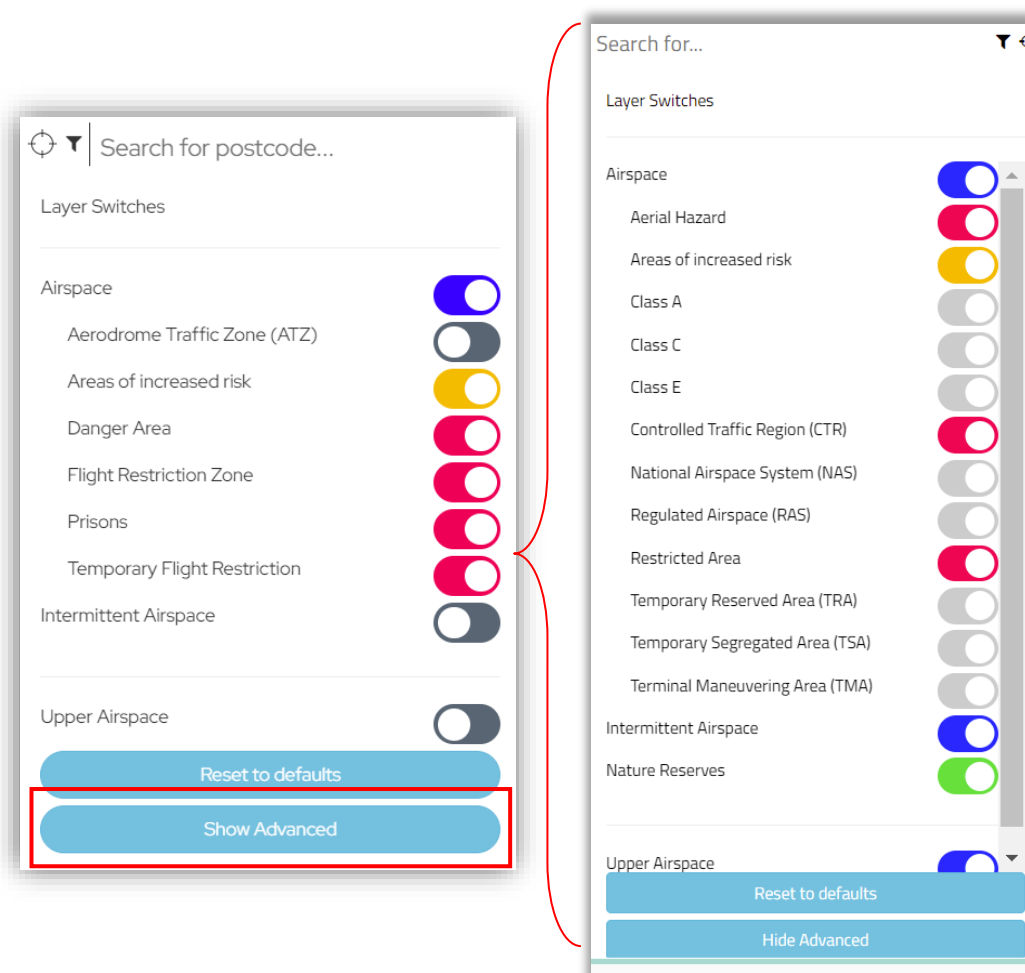 Search for postcode...
Layer Switches
Airspace
Aerodrome Traffic Zone (ATZ)
Areas of increased risk
Danger Area
Flight Restriction Zone
Prisons
Temporary Flight Restriction
Intermittent Airspace
Upper Airspace
Reset to defaults
Show Advanced
Search for...
Layer Switches
Airspace
Aerial Hazard
Areas of increased risk
Class A
Class C
Class E
Controlled Traffic Region (CTR)
National Airspace System (NAS)
Regulated Airspace (RAS)
Restricted Area
Temporary Reserved Area (TRA)
Temporary Segregated Area (TSA)
Terminal Maneuvering Area (TMA)
Intermittent Airspace
Nature Reserves
Upper Airspace
Reset to defaults
Hide Advanced